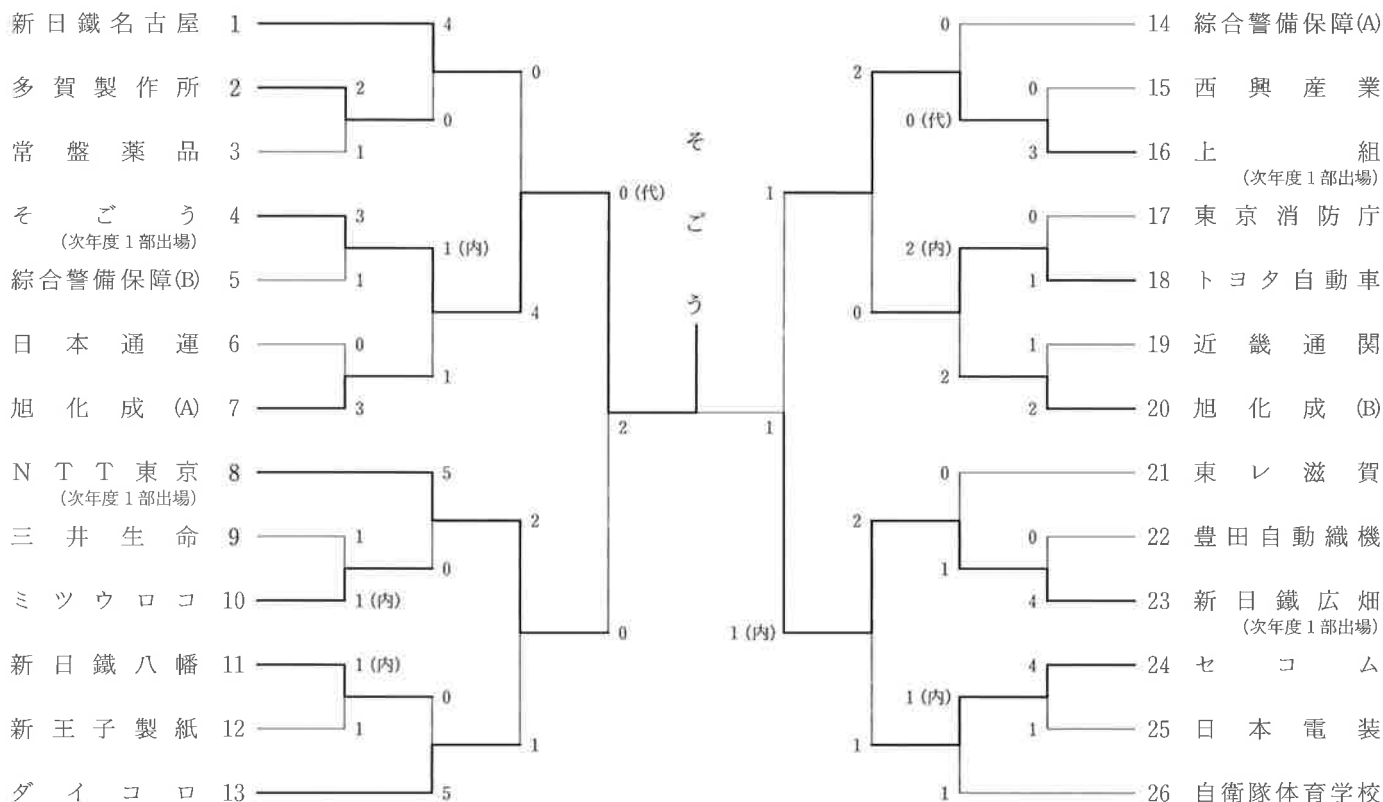 新日鐵名古屋 1
多賀製作所 2
常盤薬品 3
そごう 4
(次年度1部出場)
綜合警備保障(B) 5
日本通運 6
旭化成(A) 7
NTT東京 8
(次年度1部出場)
三井生命 9
ミツウロコ 10
新日鐵八幡 11
新王子製紙 12
ダイコロ 13
4
2
1
0
0
3
1
1(内)
0
3
1
4
5
1
1(内)
0
2
1(内)
1
0
5
1
0(代)
0
2
そごう
1
1
1(内)
2
0
2
1
0
0(代)
0
3
2(内)
0
1
2
1
2
0
1
0
4
1(内)
4
1
1
14 綜合警備保障(A)
15 西興産業
16 上組
(次年度1部出場)
17 東京消防庁
18 トヨタ自動車
19 近畿通関
20 旭化成(B)
21 東レ滋賀
22 豊田自動織機
23 新日鐵広畑
(次年度1部出場)
24 セコム
25 日本電装
26 自衛隊体育学校